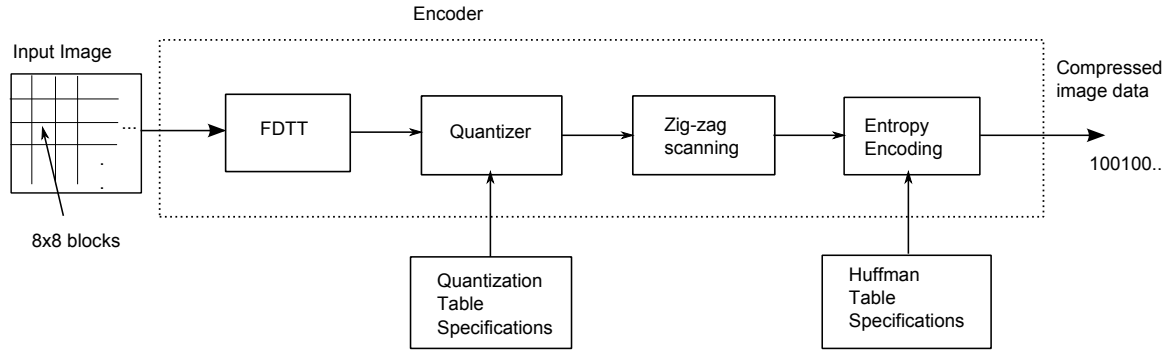 Encoder
Input Image
Compressed
image data
FDTT
Quantizer
Zig-zag
scanning
Entropy
Encoding
...
.
.
100100..
8x8 blocks
Quantization
Table
Specifications
Huffman
Table
Specifications